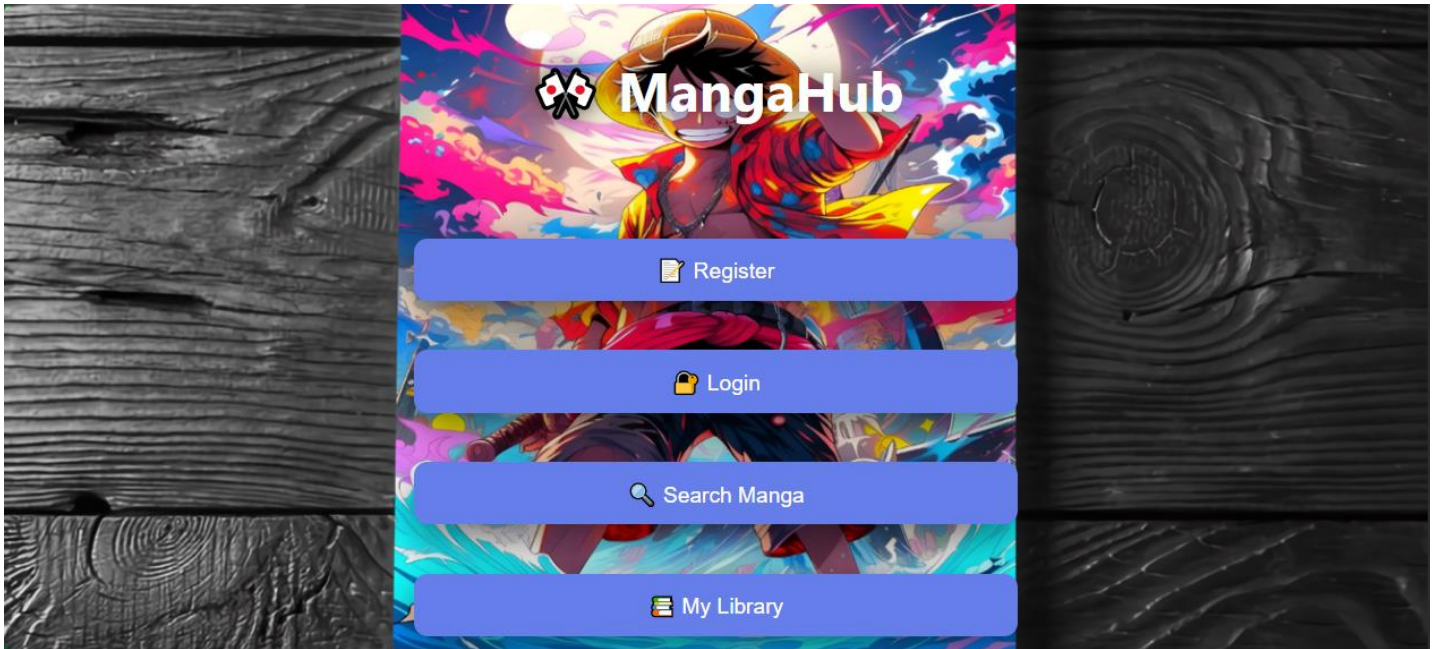 🎌 MangaHub
📝 Register
🔐 Login
🔍 Search Manga
📚 My Library